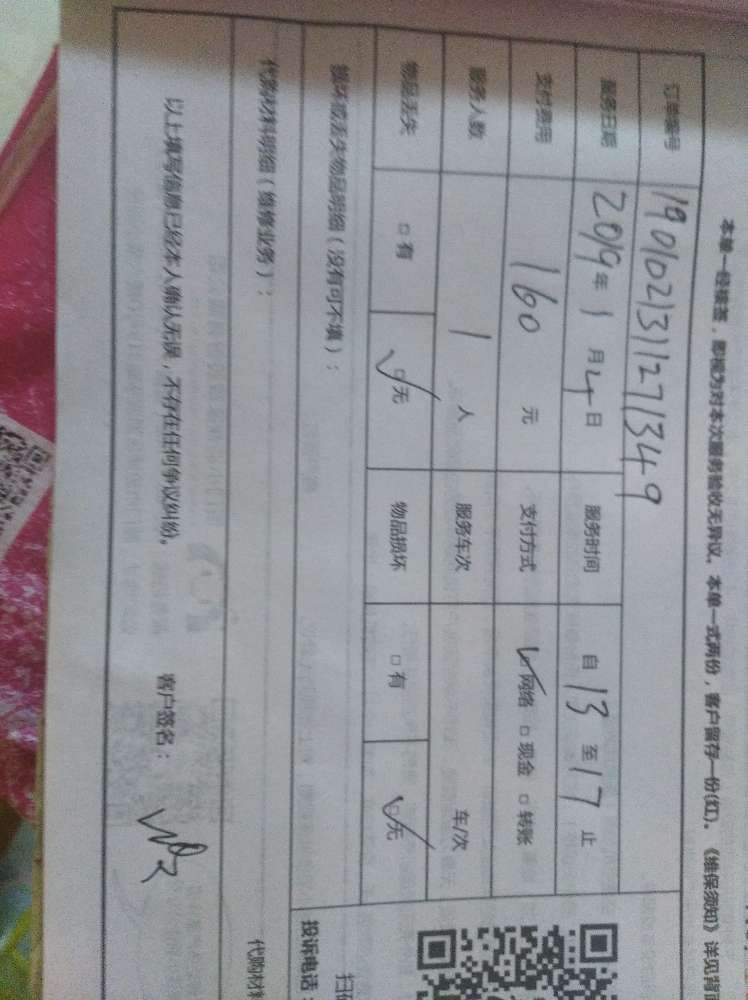 本单一经接签，即视为对本次服务验收无异议。本单一式两份，客户留存一份(红)。《维保须知》详见背
订单编号 1901021311271349
服务日期 2019年1月4日 服务时间 自13至17止
支付费用 160元 支付方式 网络 □现金 □转账
服务人数 1人 服务车次 车/次
物品丢失 □有 □无 物品损坏 □有 □无
损坏或丢失物品明细（没有可不填）：
投诉电话：
代购材料明细（维修业务）：
代购材
以上填写信息已经本人确认无误，不存在任何争议纠纷。 客户签名：